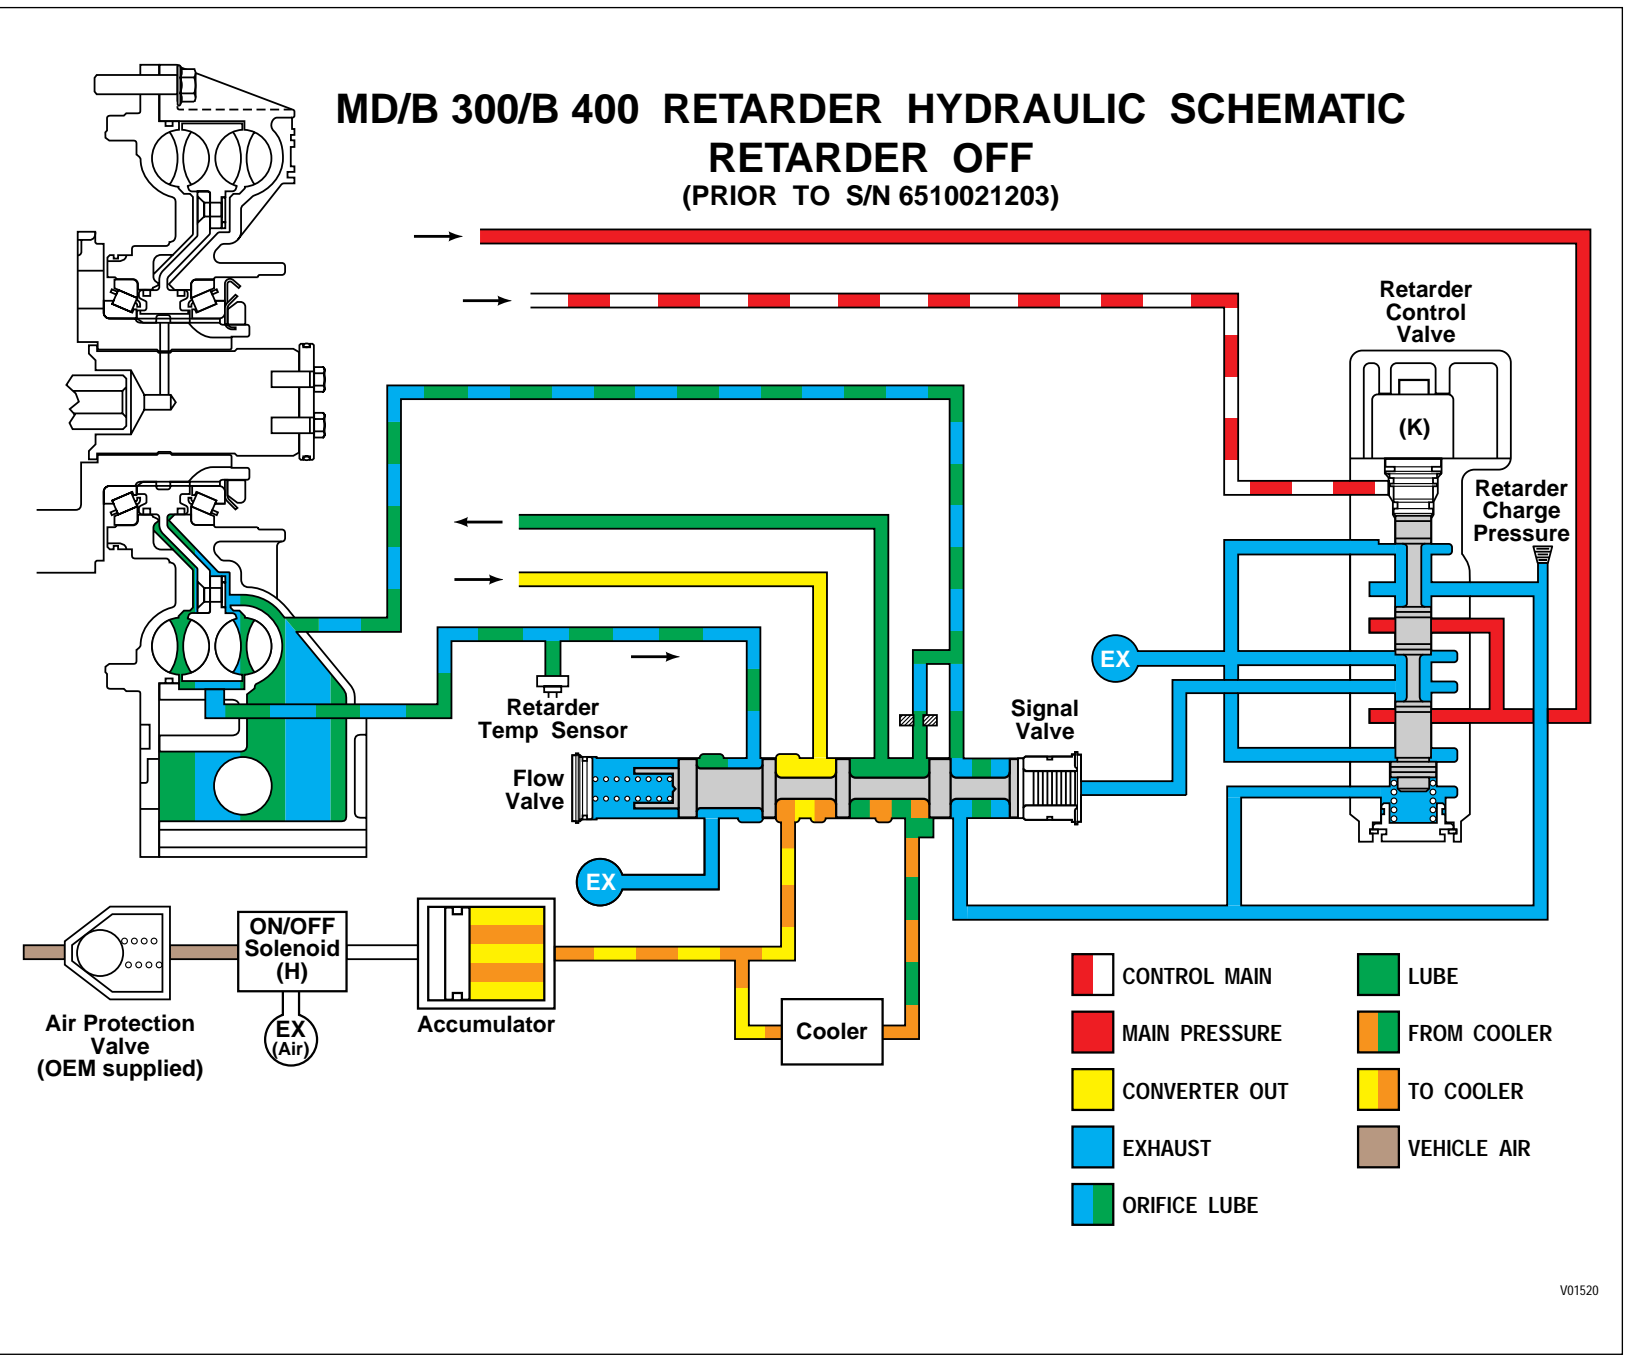 MD/B 300/B 400 RETARDER HYDRAULIC SCHEMATIC
RETARDER OFF
(PRIOR TO S/N 6510021203)
Retarder
Control
Valve
(K)
Retarder
Charge
Pressure
EX
Retarder
Temp Sensor
Signal
Valve
Flow
Valve
EX
ON/OFF
Solenoid
(H)
EX
(Air)
Air Protection
Valve
(OEM supplied)
Accumulator
Cooler
CONTROL MAIN
MAIN PRESSURE
CONVERTER OUT
EXHAUST
ORIFICE LUBE
LUBE
FROM COOLER
TO COOLER
VEHICLE AIR
V01520